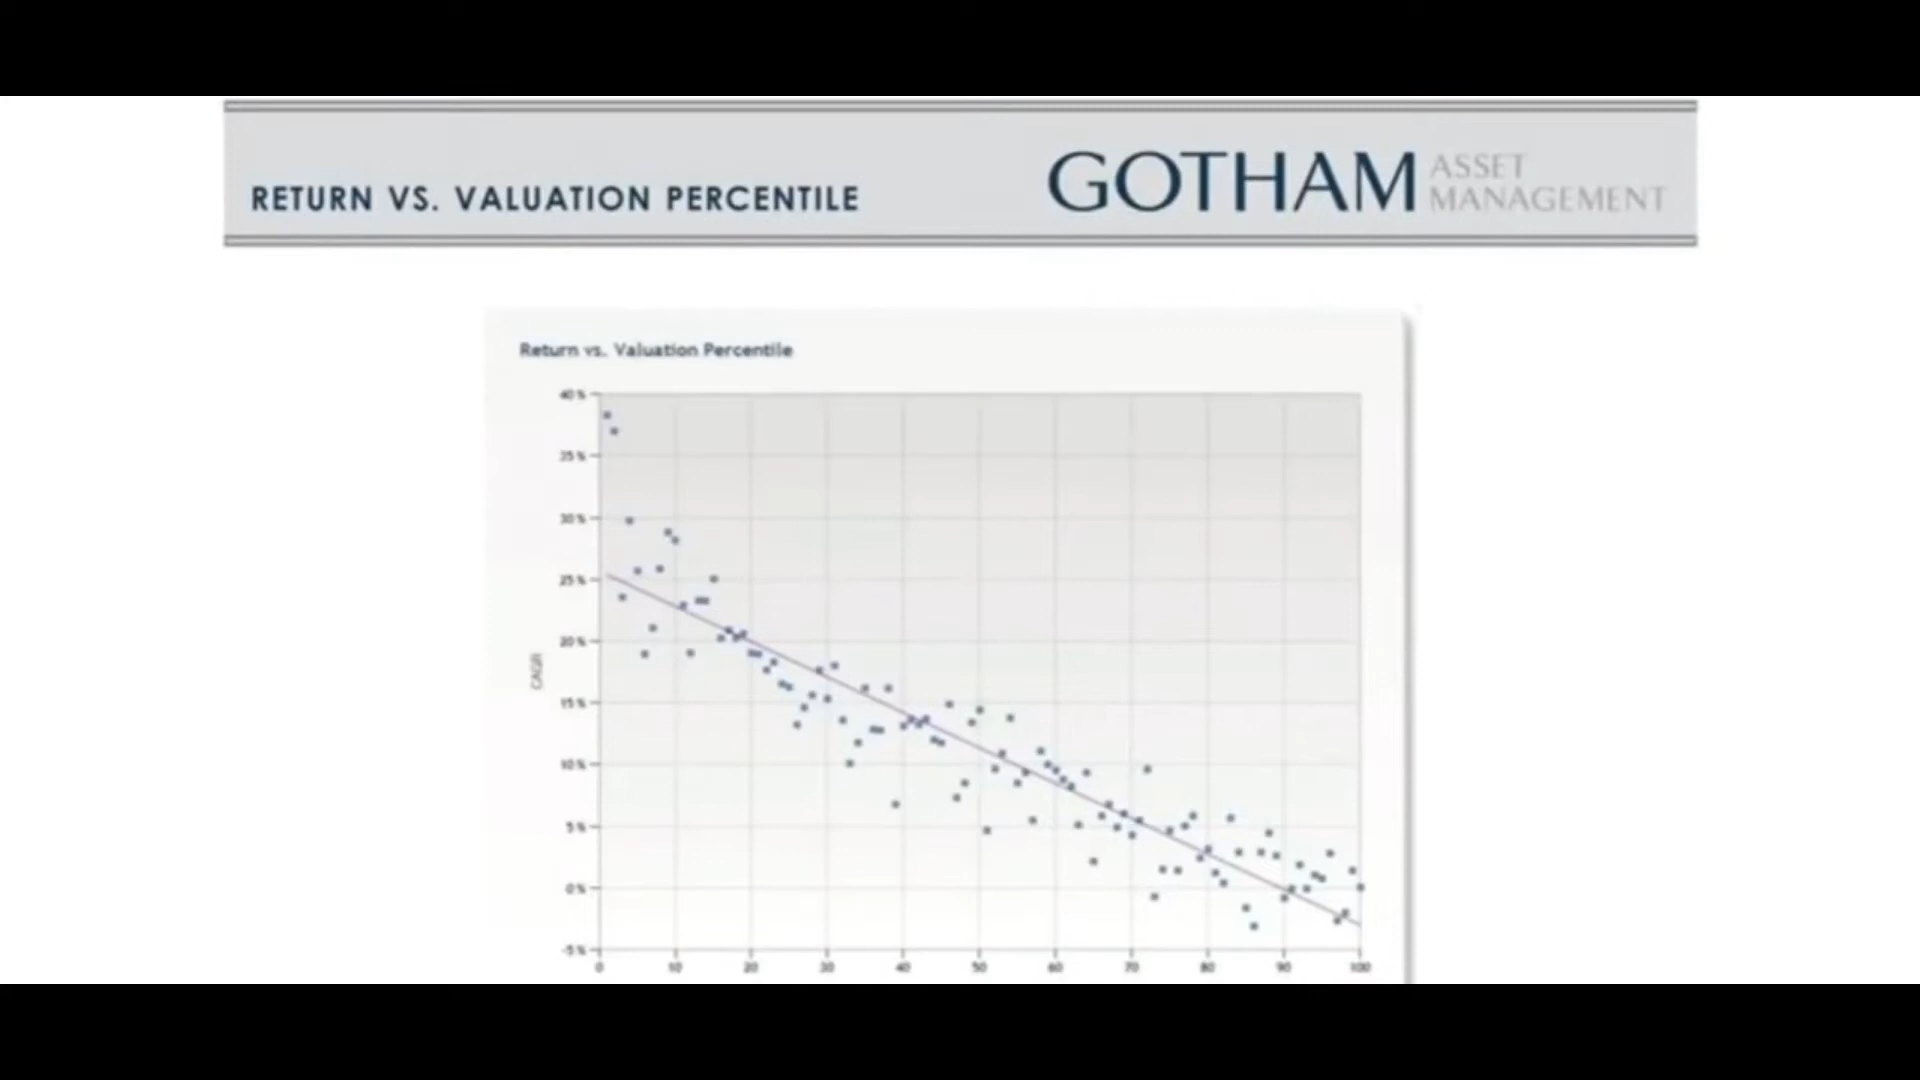 RETURN VS. VALUATION PERCENTILE
GOTHAM ASSET MANAGEMENT
Return vs. Valuation Percentile
40%
35%
30%
25%
20%
15%
10%
5%
0%
-5%
CAGR
0 10 20 30 40 50 60 70 80 90 100